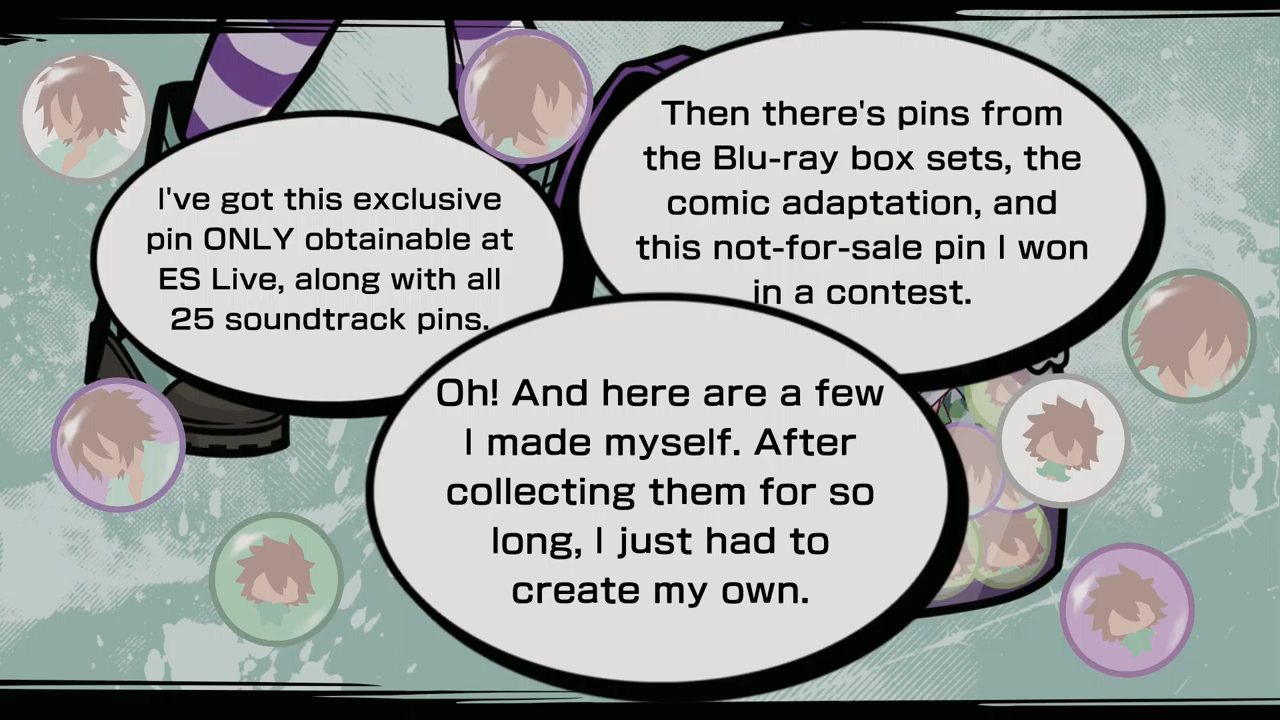 I've got this exclusive
pin ONLY obtainable at
ES Live, along with all
25 soundtrack pins.
Then there's pins from
the Blu-ray box sets, the
comic adaptation, and
this not-for-sale pin I won
in a contest.
Oh! And here are a few
I made myself. After
collecting them for so
long, I just had to
create my own.